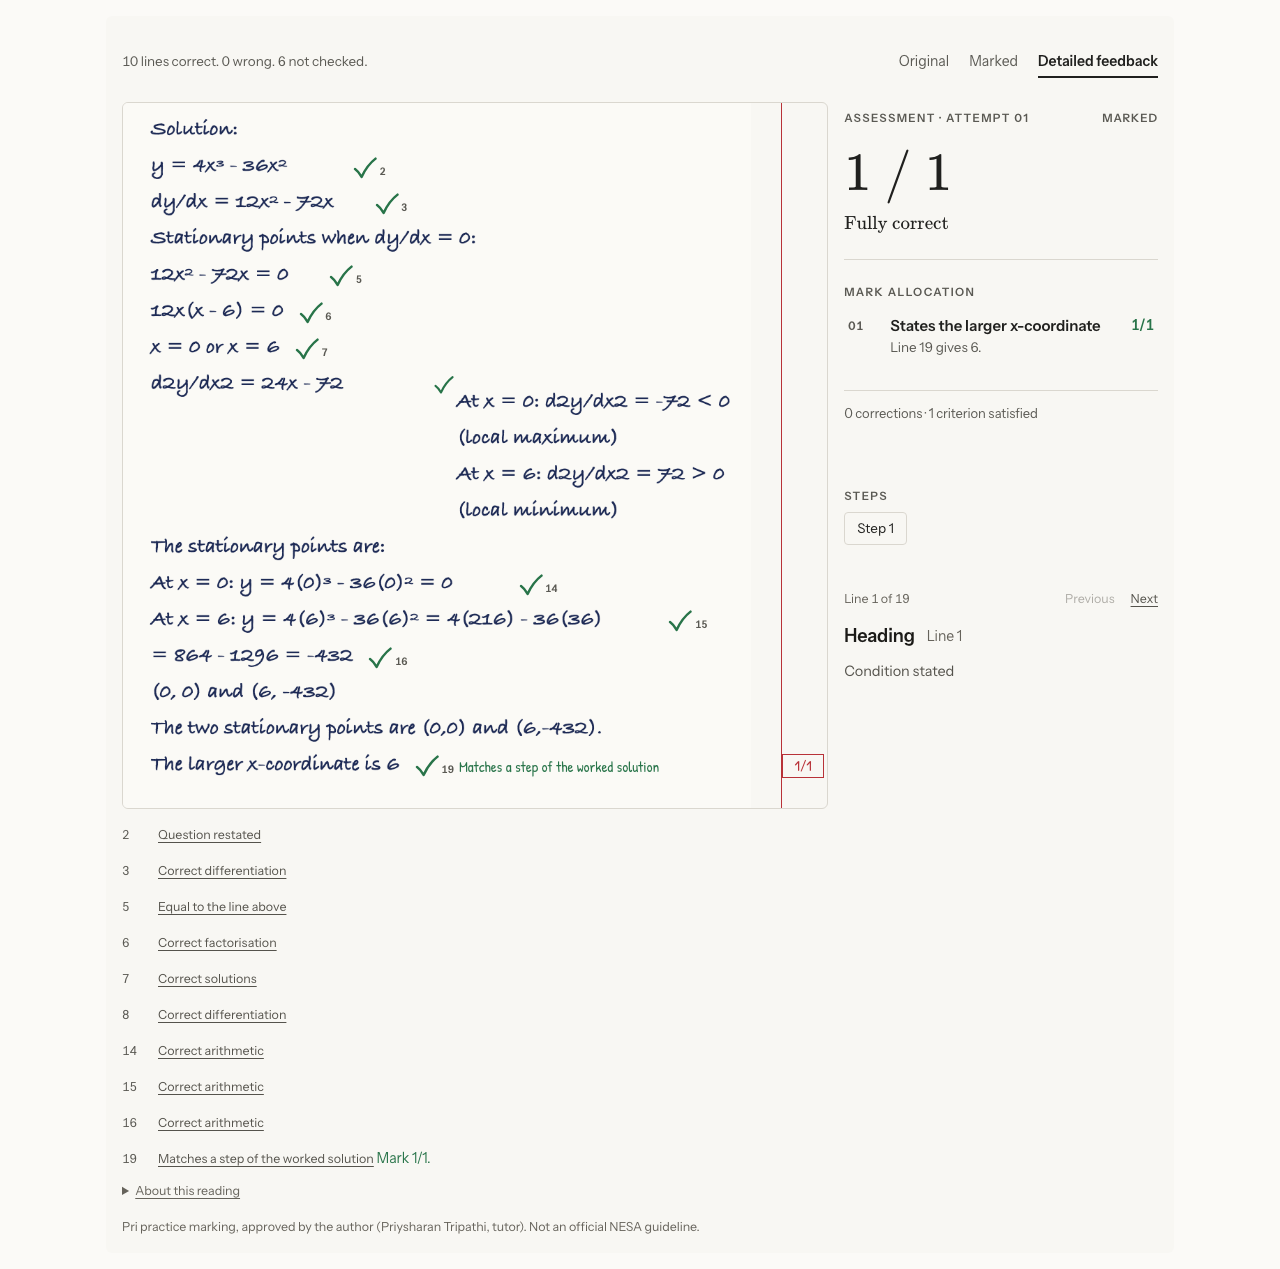 10 lines correct. 0 wrong. 6 not checked.
Original Marked Detailed feedback
Solution:
y = 4x³ - 36x² ✓ 2
dy/dx = 12x² - 72x ✓ 3
Stationary points when dy/dx = 0:
12x² - 72x = 0 ✓ 5
12x(x - 6) = 0 ✓ 6
x = 0 or x = 6 ✓ 7
d2y/dx2 = 24x - 72 ✓
At x = 0: d2y/dx2 = -72 < 0
(local maximum)
At x = 6: d2y/dx2 = 72 > 0
(local minimum)
The stationary points are:
At x = 0: y = 4(0)³ - 36(0)² = 0 ✓ 14
At x = 6: y = 4(6)³ - 36(6)² = 4(216) - 36(36) ✓ 15
= 864 - 1296 = -432 ✓ 16
(0, 0) and (6, -432)
The two stationary points are (0,0) and (6,-432).
The larger x-coordinate is 6 ✓ 19 Matches a step of the worked solution 1/1
ASSESSMENT · ATTEMPT 01 MARKED
1 / 1
Fully correct
MARK ALLOCATION
01 States the larger x-coordinate 1/1
Line 19 gives 6.
0 corrections · 1 criterion satisfied
STEPS
Step 1
Line 1 of 19 Previous Next
Heading Line 1
Condition stated
2 Question restated
3 Correct differentiation
5 Equal to the line above
6 Correct factorisation
7 Correct solutions
8 Correct differentiation
14 Correct arithmetic
15 Correct arithmetic
16 Correct arithmetic
19 Matches a step of the worked solution Mark 1/1.
▶ About this reading
Pri practice marking, approved by the author (Priysharan Tripathi, tutor). Not an official NESA guideline.